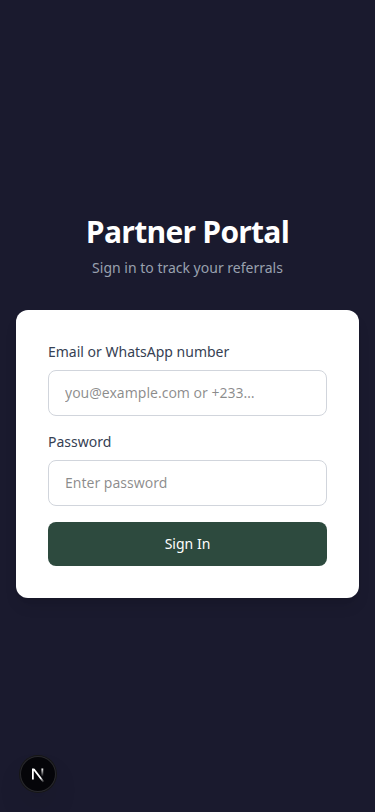 Partner Portal
Sign in to track your referrals
Email or WhatsApp number
you@example.com or +233...
Password
Enter password
Sign In
N